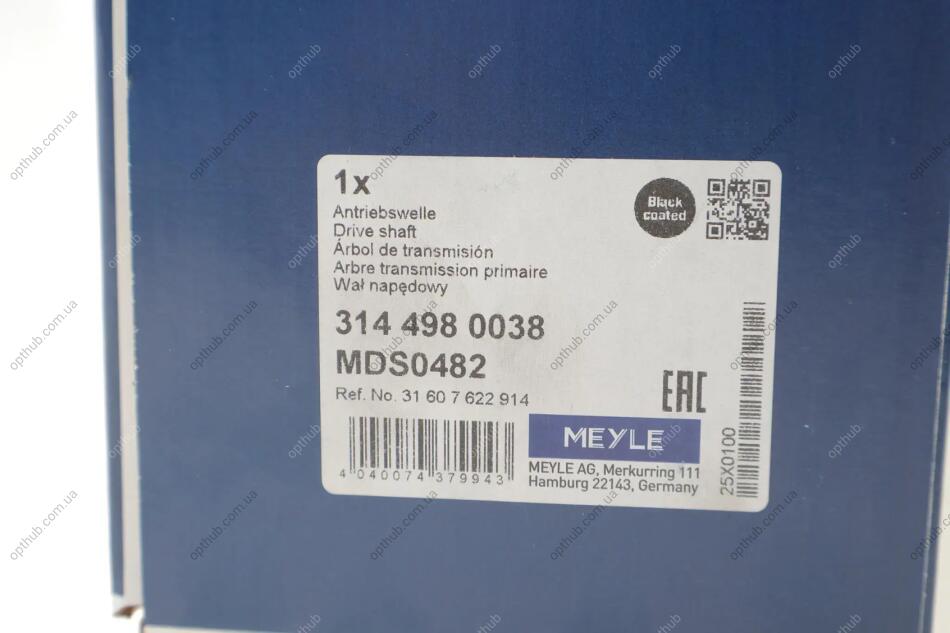 1x
Antriebswelle
Drive shaft
Árbol de transmisión
Arbre transmission primaire
Wał napędowy
314 498 0038
MDS0482
Ref. No. 31 60 7 622 914
Black
coated
EAC
4 040074 379943
MEYLE
MEYLE AG, Merkurring 111
Hamburg 22143, Germany
25X0100
opthub.com.ua